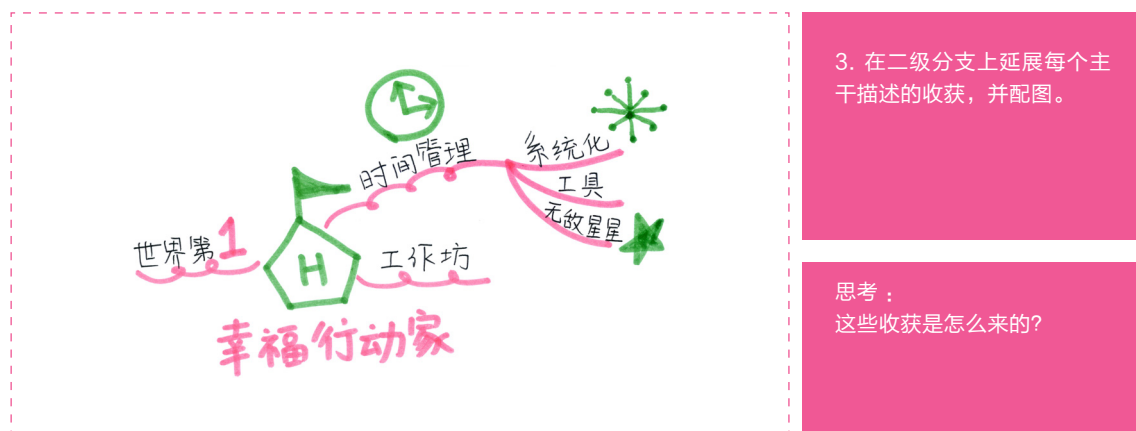 时间管理
系统化
工具
无敌星星
世界第1
H
工作坊
幸福行动家
3. 在二级分支上延展每个主
干描述的收获，并配图。
思考：
这些收获是怎么来的?